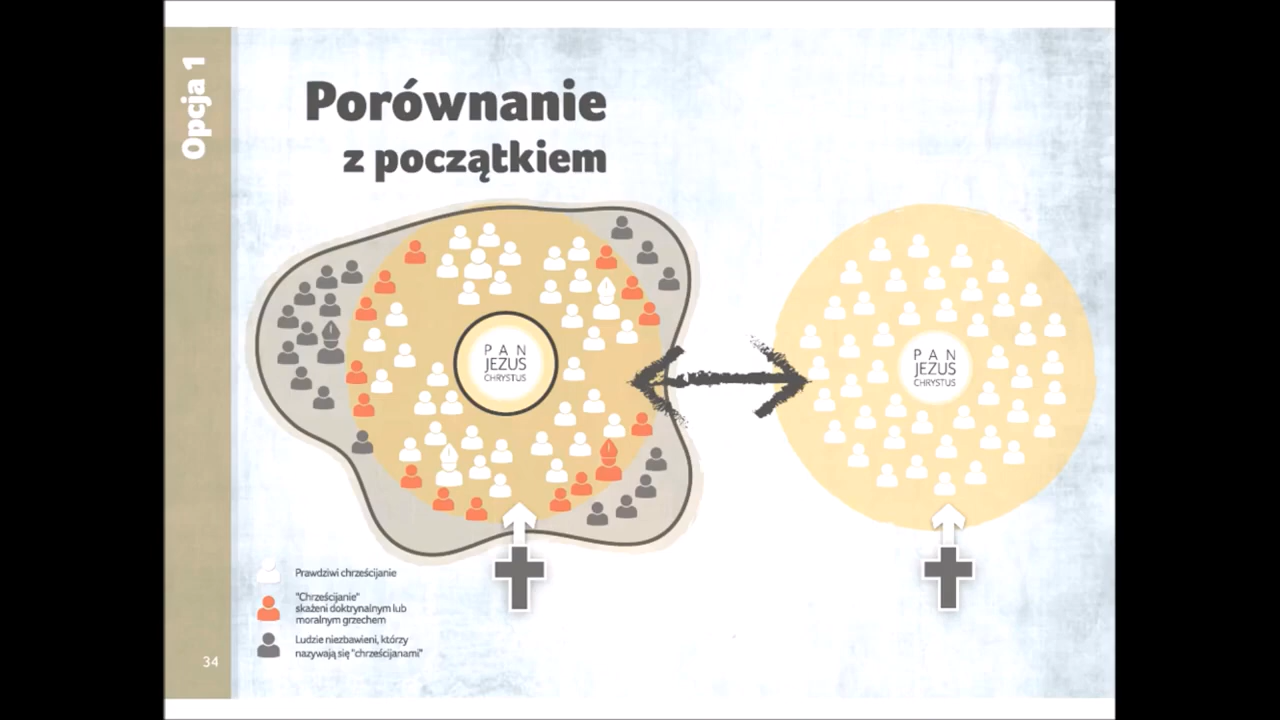 Opcja 1
Porównanie
z początkiem
PAN
JEZUS
CHRYSTUS
PAN
JEZUS
CHRYSTUS
Prawdziwi chrześcijanie
"Chrześcijanie"
skażeni doktrynalnym lub
moralnym grzechem
Ludzie niezbawieni, którzy
nazywają się "chrześcijanami"
34